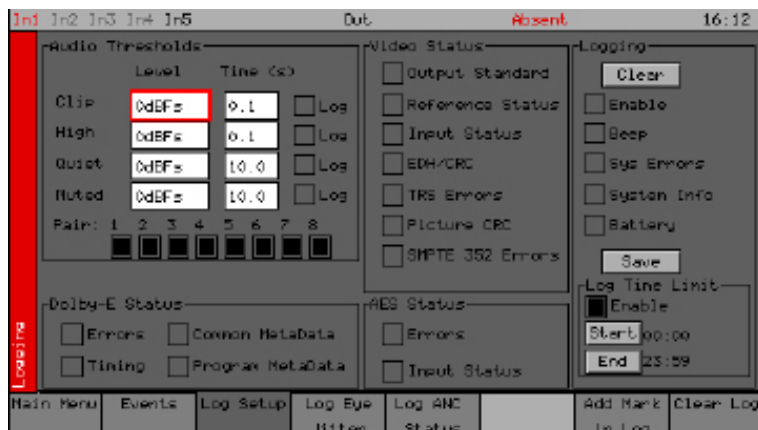 In1 In2 In3 In4 In5 Out Absent 16:12
Audio Thresholds
Level Time (s)
Clip 0dBFs 0.1 Log
High 0dBFs 0.1 Log
Quiet 0dBFs 10.0 Log
Muted 0dBFs 10.0 Log
Pair: 1 2 3 4 5 6 7 8
Video Status
Output Standard
Reference Status
Input Status
EDH/CRC
TRS Errors
Picture CRC
SMPTE 352 Errors
Logging
Clear
Enable
Beep
Sys Errors
System Info
Battery
Save
Log Time Limit
Enable
Start 00:00
End 23:59
Dolby-E Status
Errors Common MetaData
Timing Program MetaData
AES Status
Errors
Input Status
Logging
Main Menu Events Log Setup Log Eye Log ANC Status Add Mark In Log Clear Log